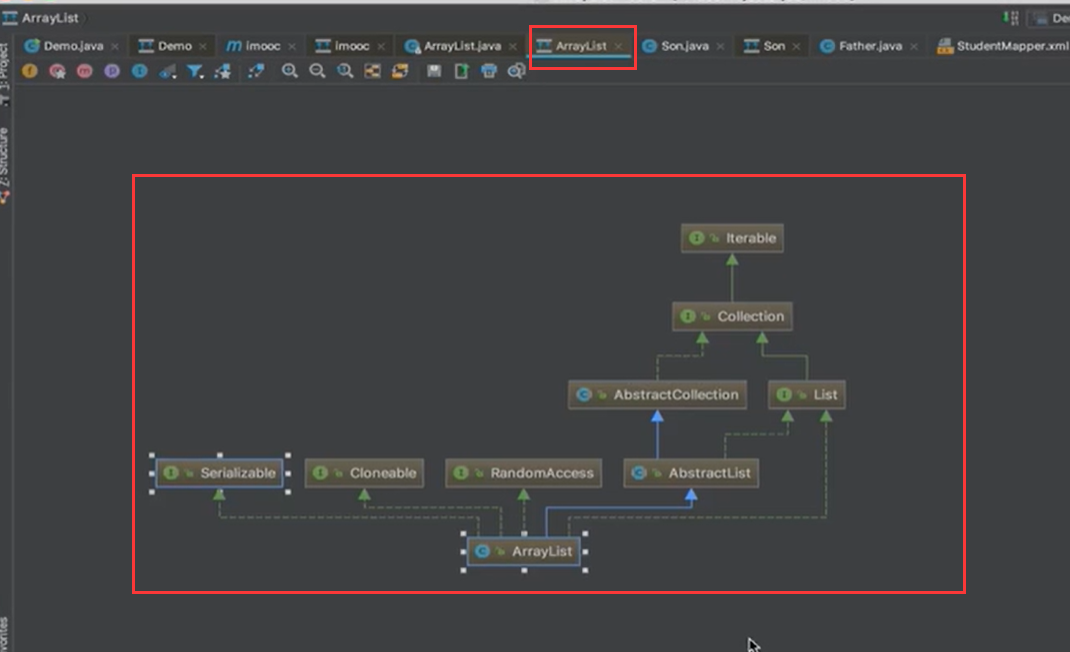 ArrayList
De
Demo.java
Demo
imooc
imooc
ArrayList.java
ArrayList
Son.java
Son
Father.java
StudentMapper.xml
1: Project
Z: Structure
vorites
Iterable
Collection
AbstractCollection
List
Serializable
Cloneable
RandomAccess
AbstractList
ArrayList